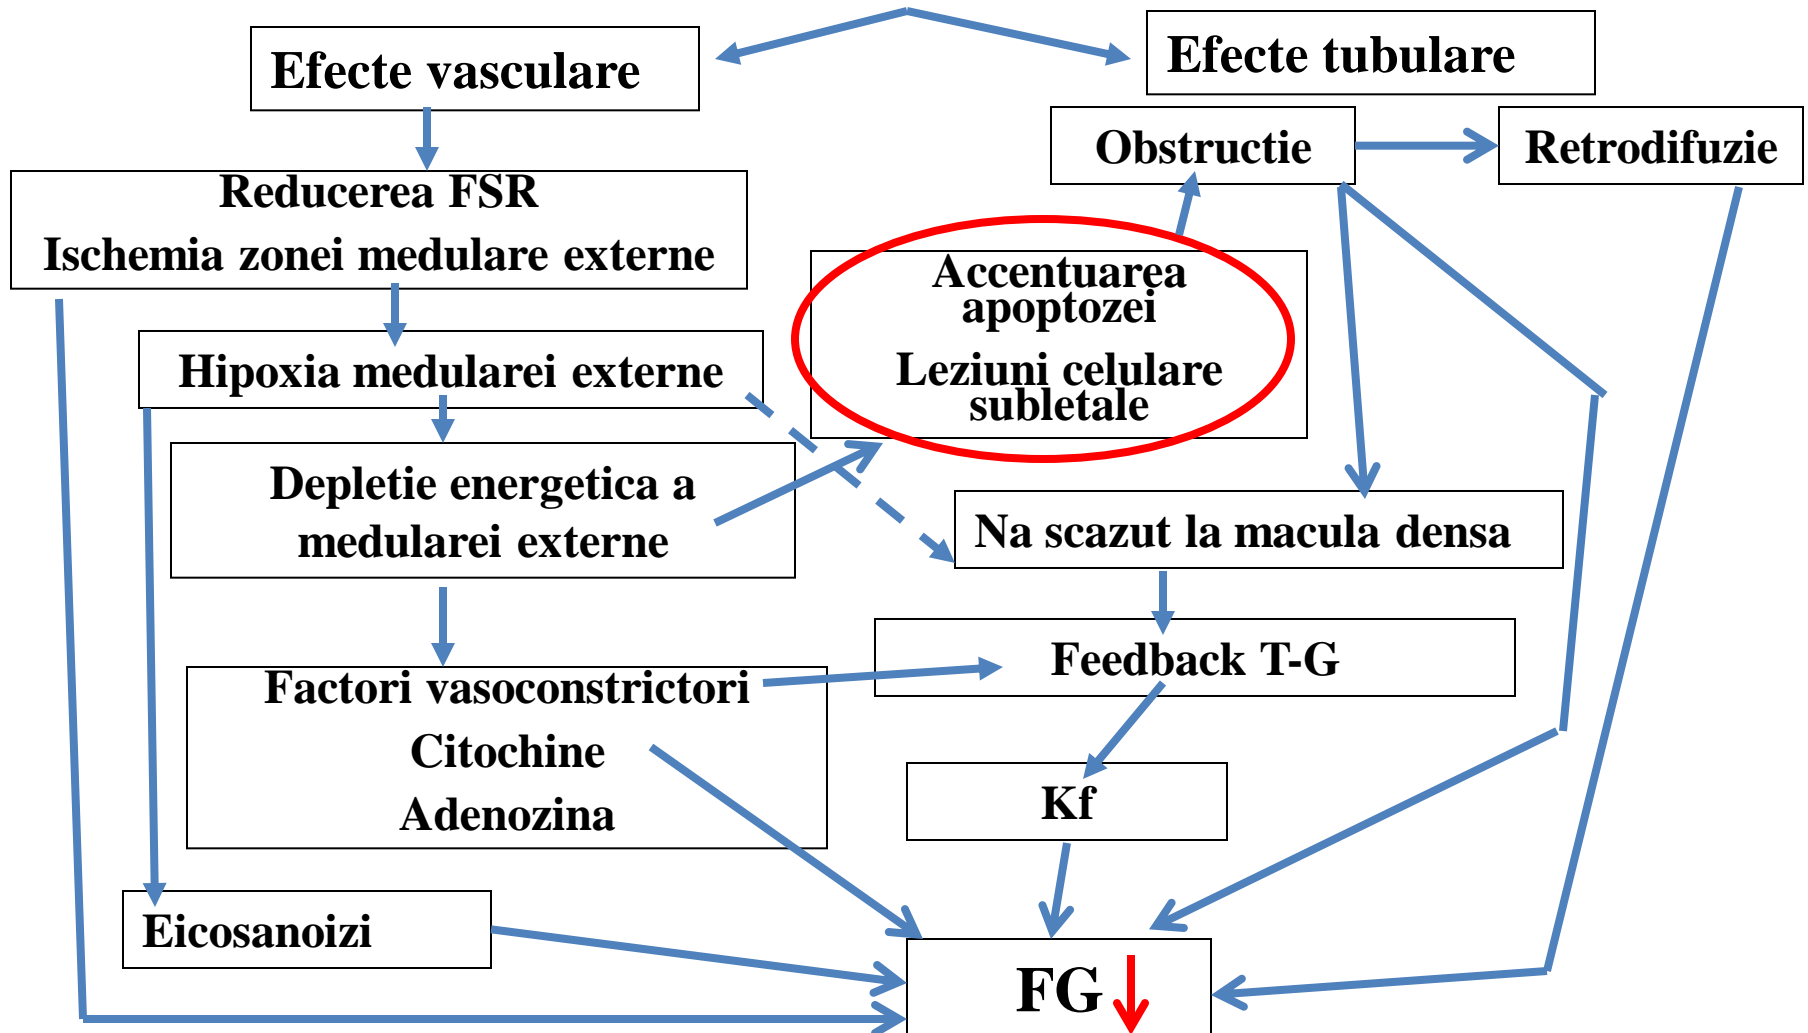 Efecte vasculare
Efecte tubulare
Obstructie
Retrodifuzie
Reducerea FSR
Ischemia zonei medulare externe
Accentuarea
apoptozei
Leziuni celulare
subletale
Hipoxia medularei externe
Depletie energetica a
medularei externe
Na scazut la macula densa
Feedback T-G
Factori vasoconstrictori
Citochine
Adenozina
Kf
Eicosanoizi
FG